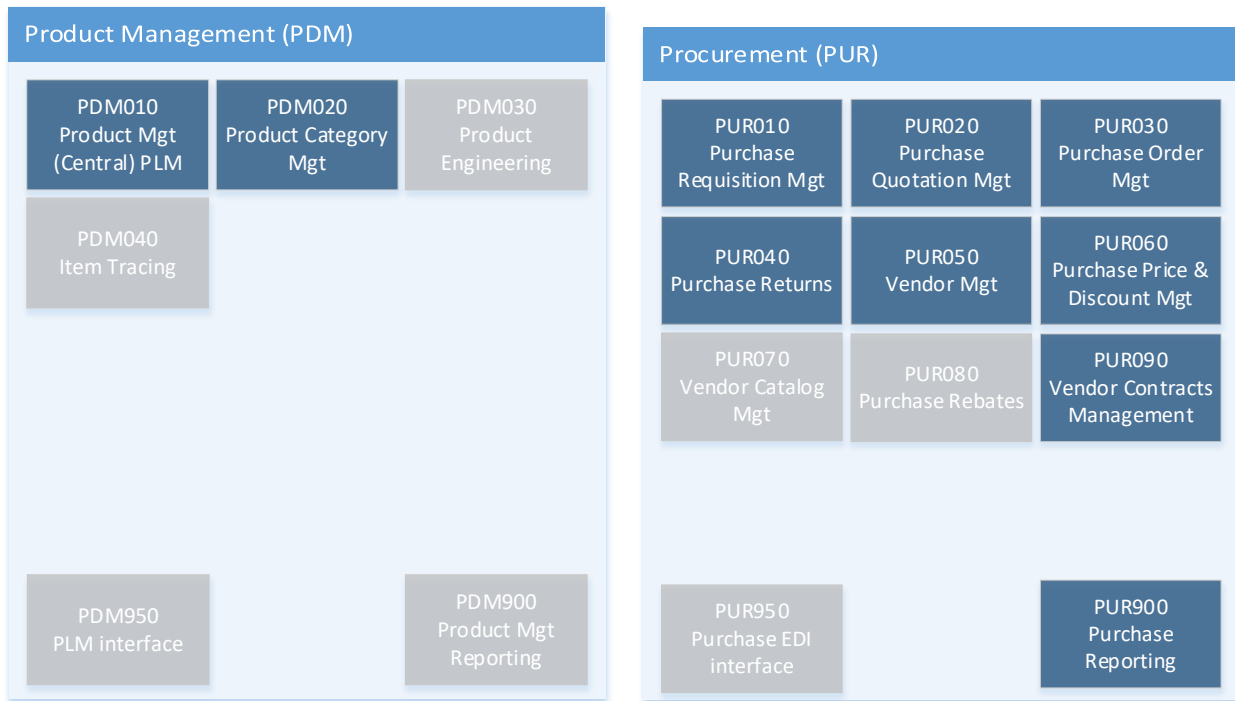 Product Management (PDM)
PDM010
Product Mgt
(Central) PLM
PDM020
Product Category
Mgt
PDM030
Product
Engineering
PDM040
Item Tracing
PDM950
PLM interface
PDM900
Product Mgt
Reporting
Procurement (PUR)
PUR010
Purchase
Requisition Mgt
PUR020
Purchase
Quotation Mgt
PUR030
Purchase Order
Mgt
PUR040
Purchase Returns
PUR050
Vendor Mgt
PUR060
Purchase Price &
Discount Mgt
PUR070
Vendor Catalog
Mgt
PUR080
Purchase Rebates
PUR090
Vendor Contracts
Management
PUR950
Purchase EDI
interface
PUR900
Purchase
Reporting